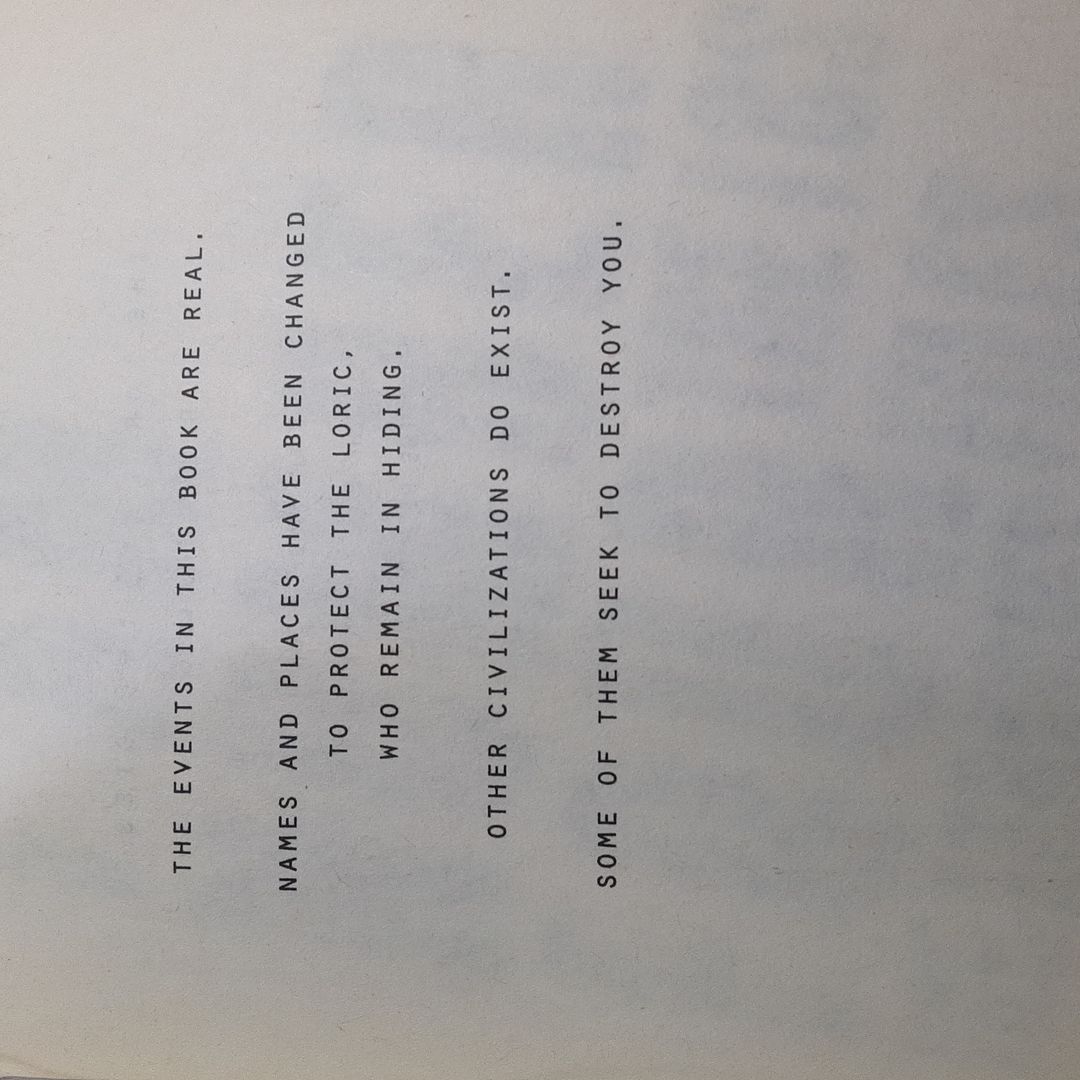 THE EVENTS IN THIS BOOK ARE REAL.
NAMES AND PLACES HAVE BEEN CHANGED
TO PROTECT THE LORIC,
WHO REMAIN IN HIDING.
OTHER CIVILIZATIONS DO EXIST.
SOME OF THEM SEEK TO DESTROY YOU.